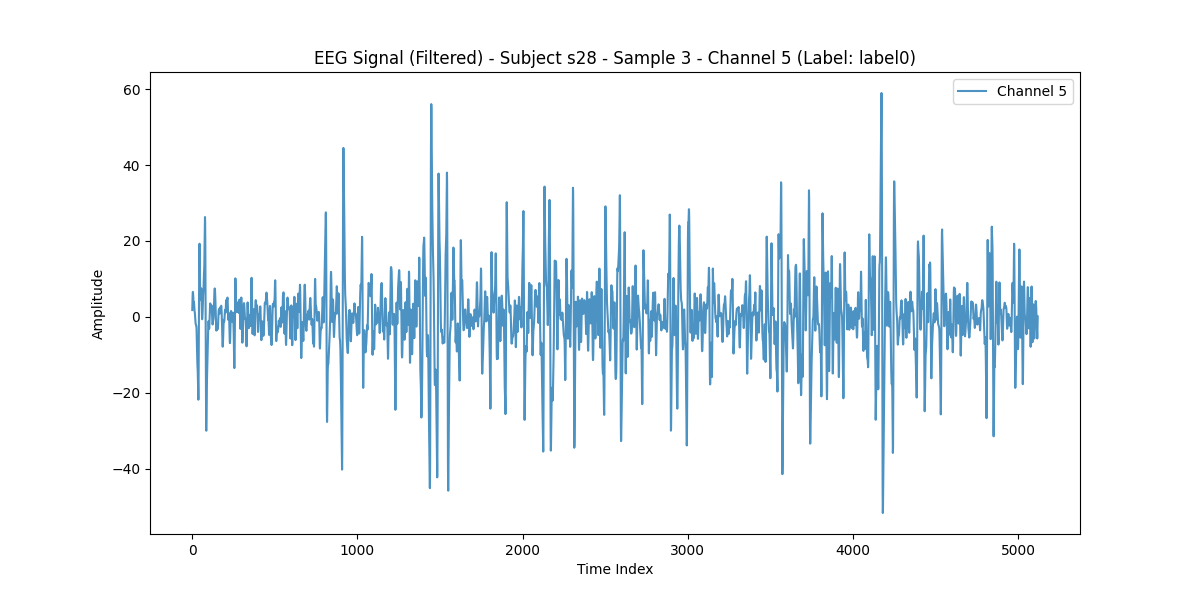 EEG Signal (Filtered) - Subject s28 - Sample 3 - Channel 5 (Label: label0)
Channel 5
60
40
20
0
−20
−40
Amplitude
0 1000 2000 3000 4000 5000
Time Index